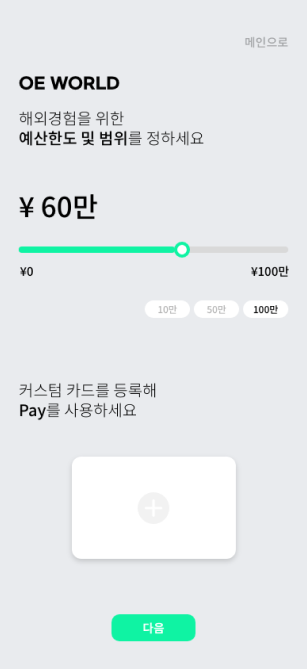 메인으로
OE WORLD
해외경험을 위한
예산한도 및 범위를 정하세요
¥ 60만
¥0 ¥100만
10만 50만 100만
커스텀 카드를 등록해
Pay를 사용하세요
다음